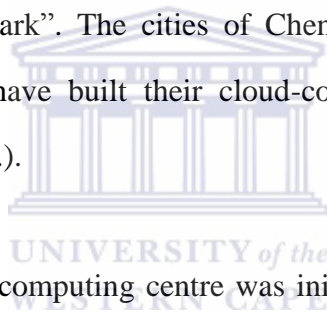 ark”. The cities of Chen
have built their cloud-co
.).
UNIVERSITY of the
computing centre was ini
WESTERN CAPE